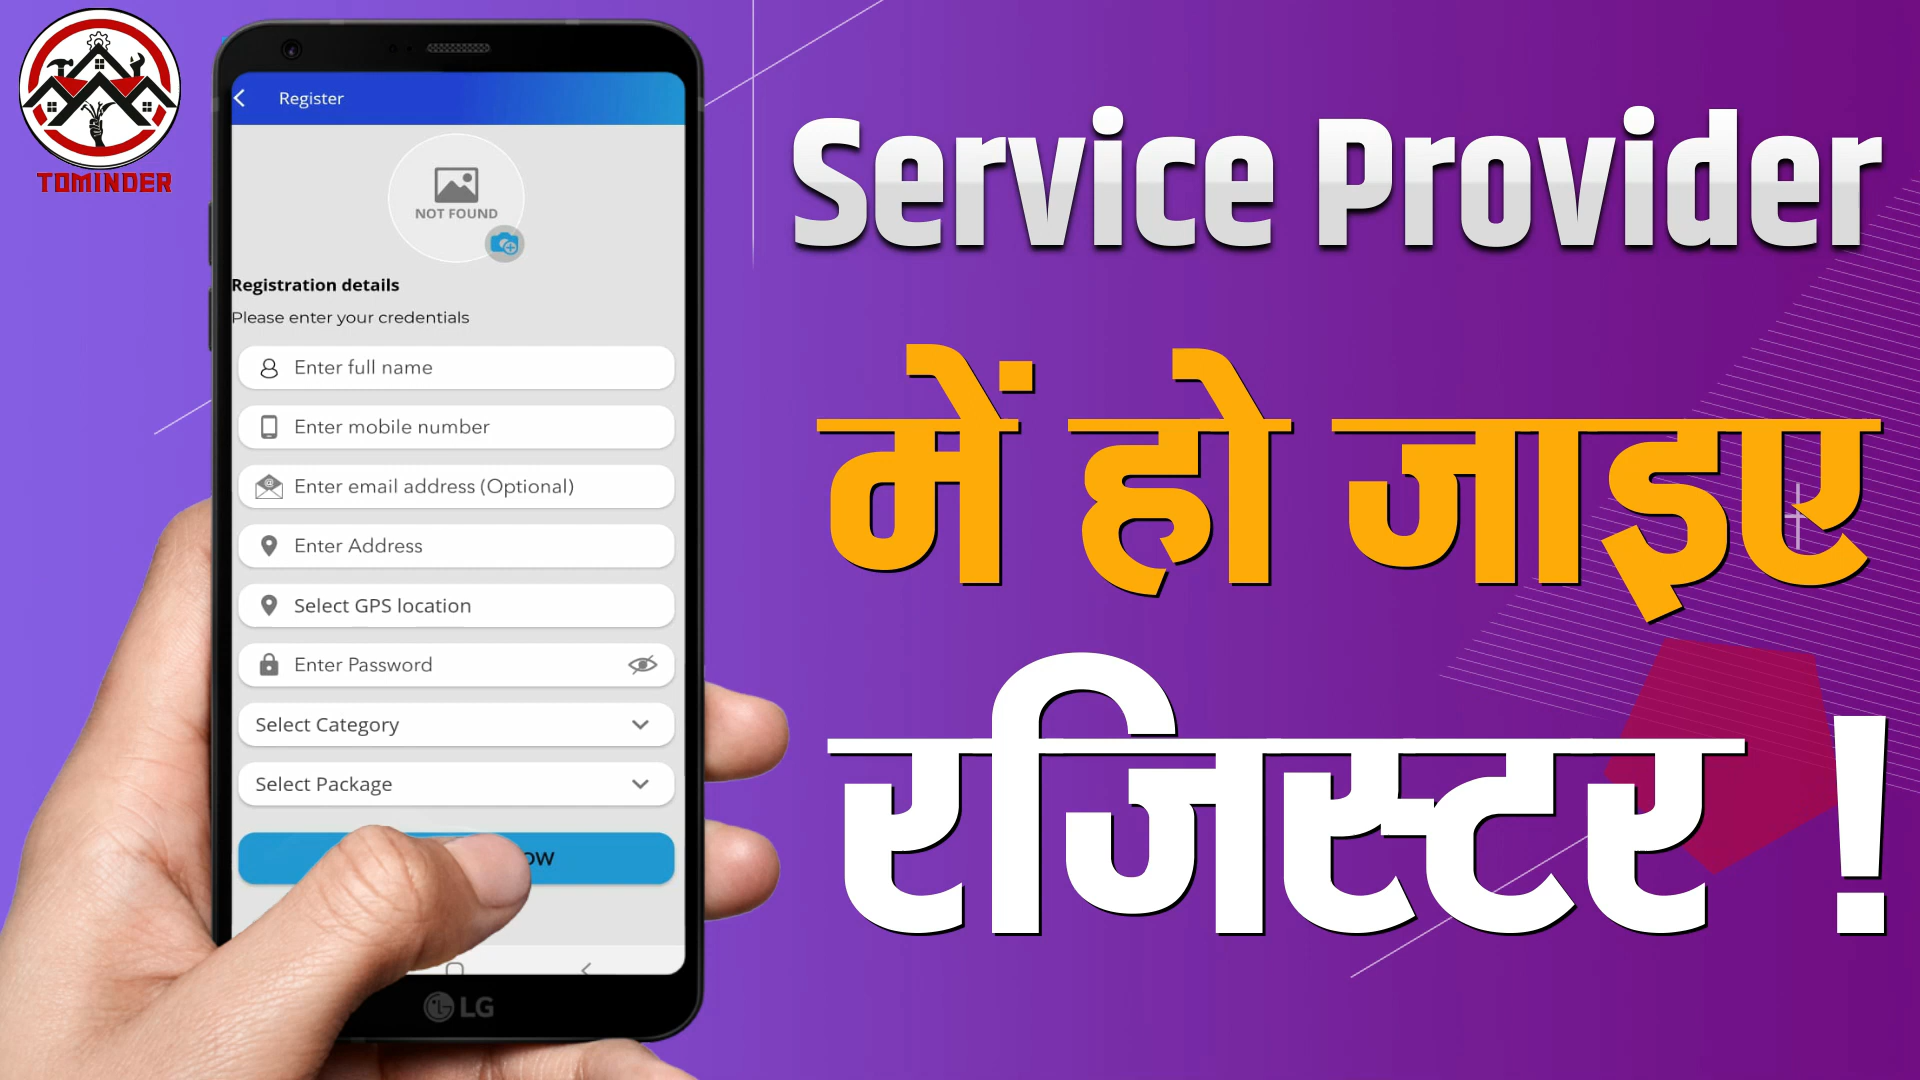 TOMINDER
Register
NOT FOUND
Registration details
Please enter your credentials
Enter full name
Enter mobile number
Enter email address (Optional)
Enter Address
Select GPS location
Enter Password
Select Category
Select Package
LG
Service Provider
में हो जाइए
रजिस्टर !